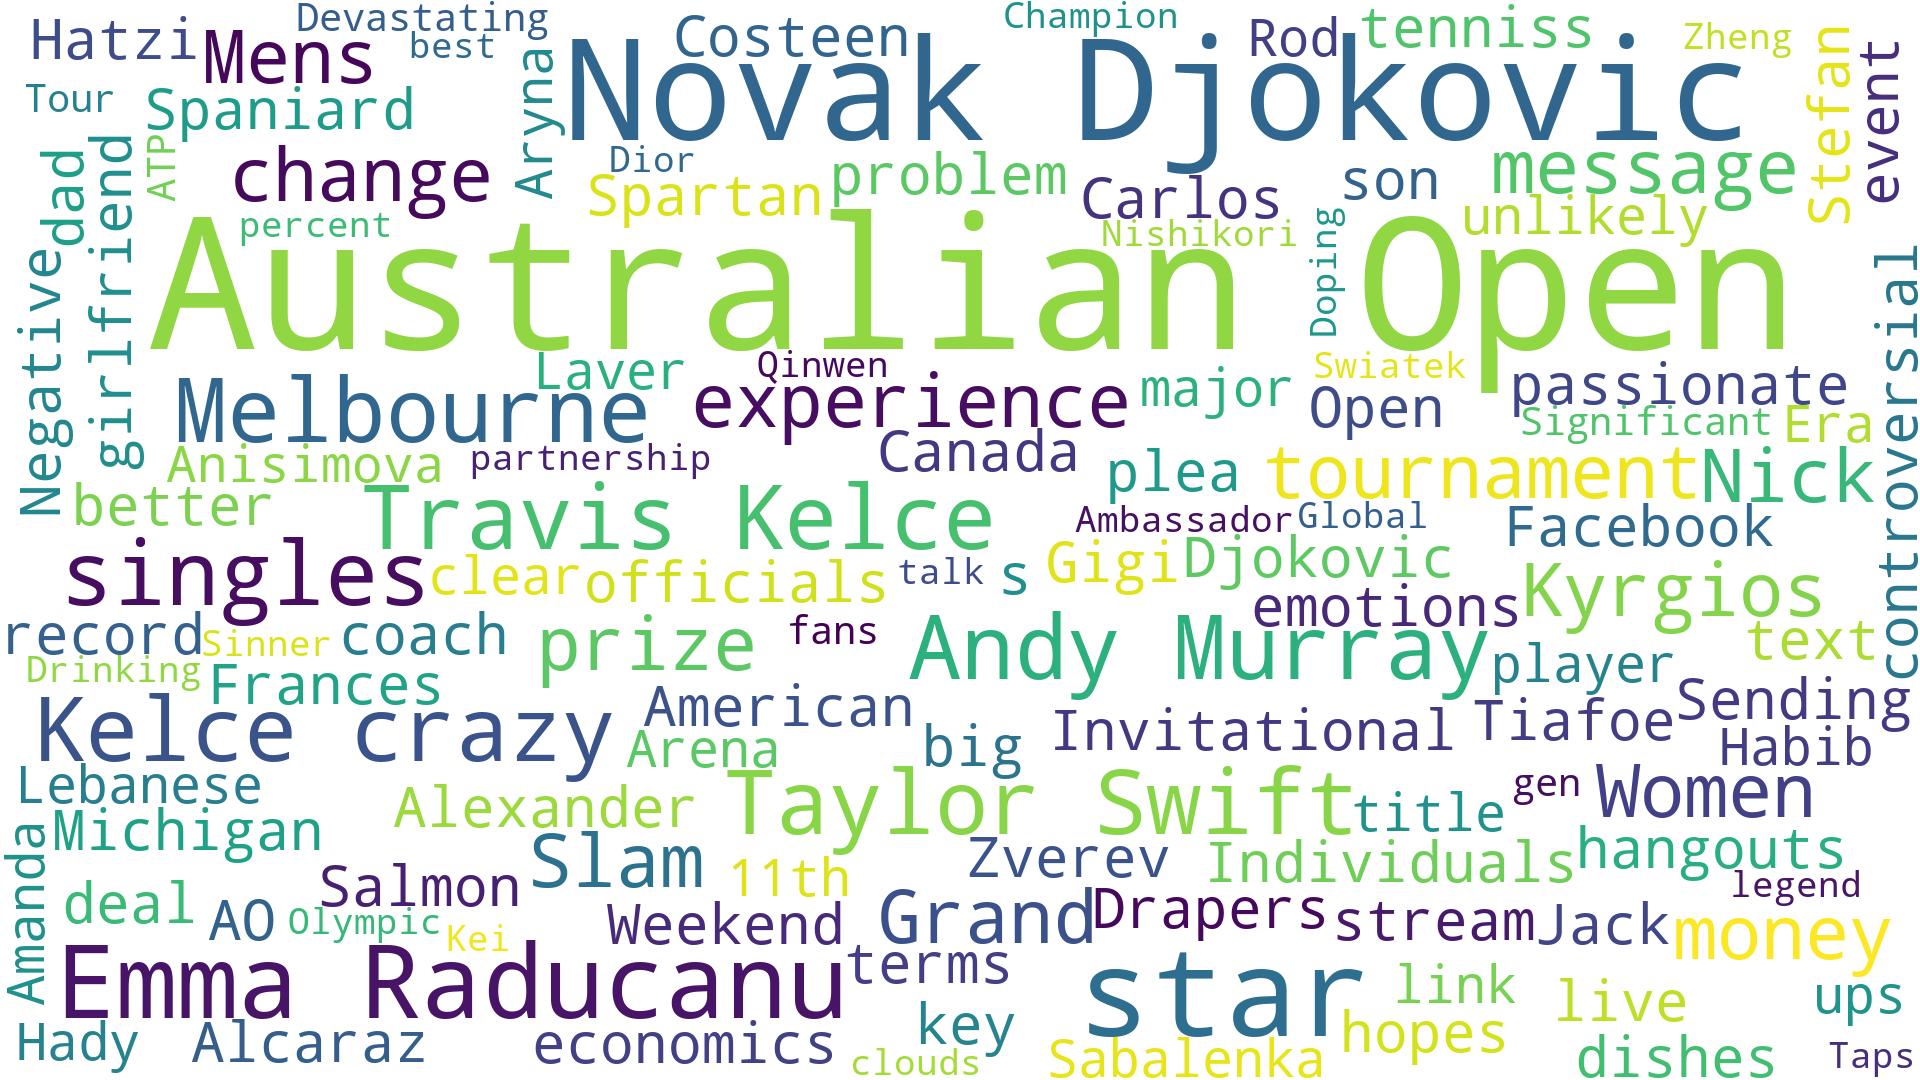 Devastating
Champion
Hatzi
Mens
best
Novak Djokovic
Costeen
Rod
tenniss
Zheng
Stefan
event
Tour
Spaniard
Aryna
ATP
dad
girlfriend
change
Dior
Spartan
problem
Carlos
son
message
percent
Nishikori
Doping
unlikely
Australian Open
Negative
controversial
Laver
Qinwen
Swiatek
Melbourne
experience
major
Open
passionate
Significant
Era
Anisimova
partnership
Canada
plea
tournament
Nick
better
Travis Kelce
Ambassador
Global
Facebook
singles
clear
officials
talk
s
Gigi
Djokovic
emotions
Kyrgios
record
Sinner
coach
prize
fans
Andy Murray
player
text
Drinking
Frances
Kelce crazy
American
Arena
big
Invitational
Tiafoe
Sending
Habib
Lebanese
Alexander
Taylor Swift
title
gen
Women
Michigan
Amanda
Salmon
Slam
11th
Zverev
Individuals
hangouts
legend
deal
AO
Olympic
Kei
Weekend
Grand
Drapers
stream
Jack
money
Emma Raducanu
terms
star
link
live
ups
Hady
Alcaraz
economics
key
clouds
Sabalenka
hopes
dishes
Taps